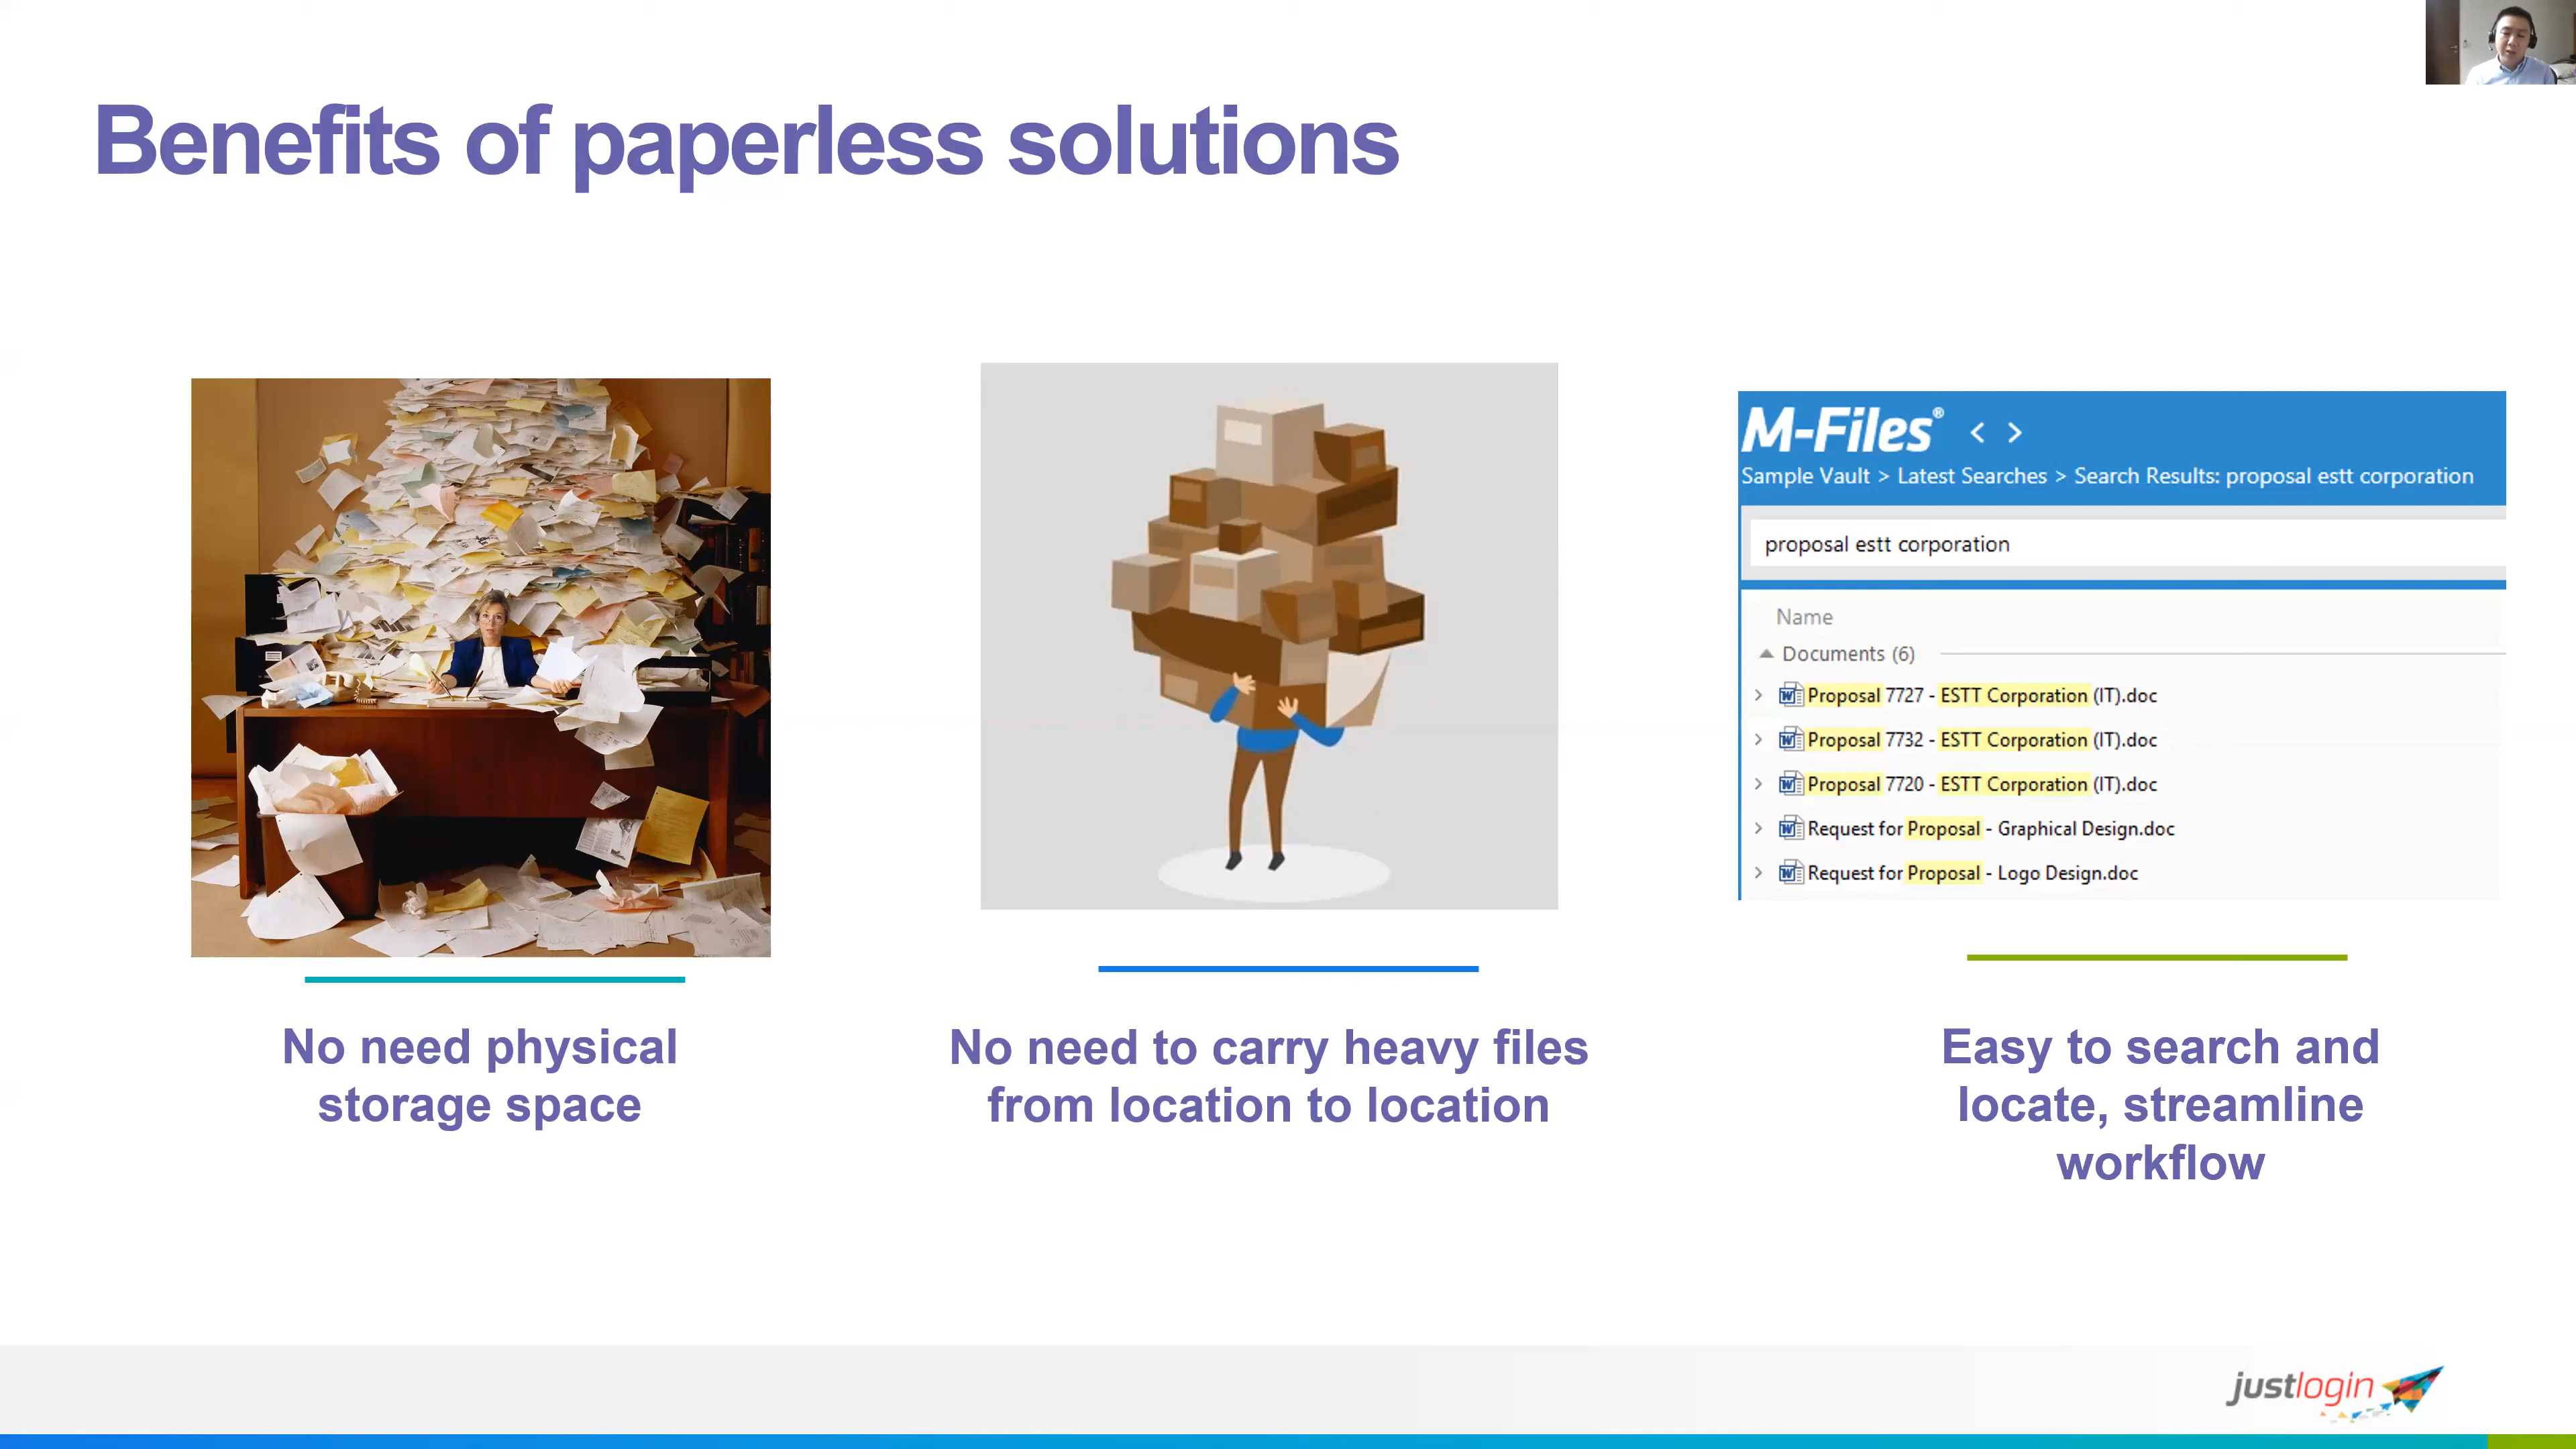 Benefits of paperless solutions
M-Files®
Sample Vault > Latest Searches > Search Results: proposal estt corporation
proposal estt corporation
Name
Documents (6)
Proposal 7727 - ESTT Corporation (IT).doc
Proposal 7732 - ESTT Corporation (IT).doc
Proposal 7720 - ESTT Corporation (IT).doc
Request for Proposal - Graphical Design.doc
Request for Proposal - Logo Design.doc
No need physical
storage space
No need to carry heavy files
from location to location
Easy to search and
locate, streamline
workflow
justlogin